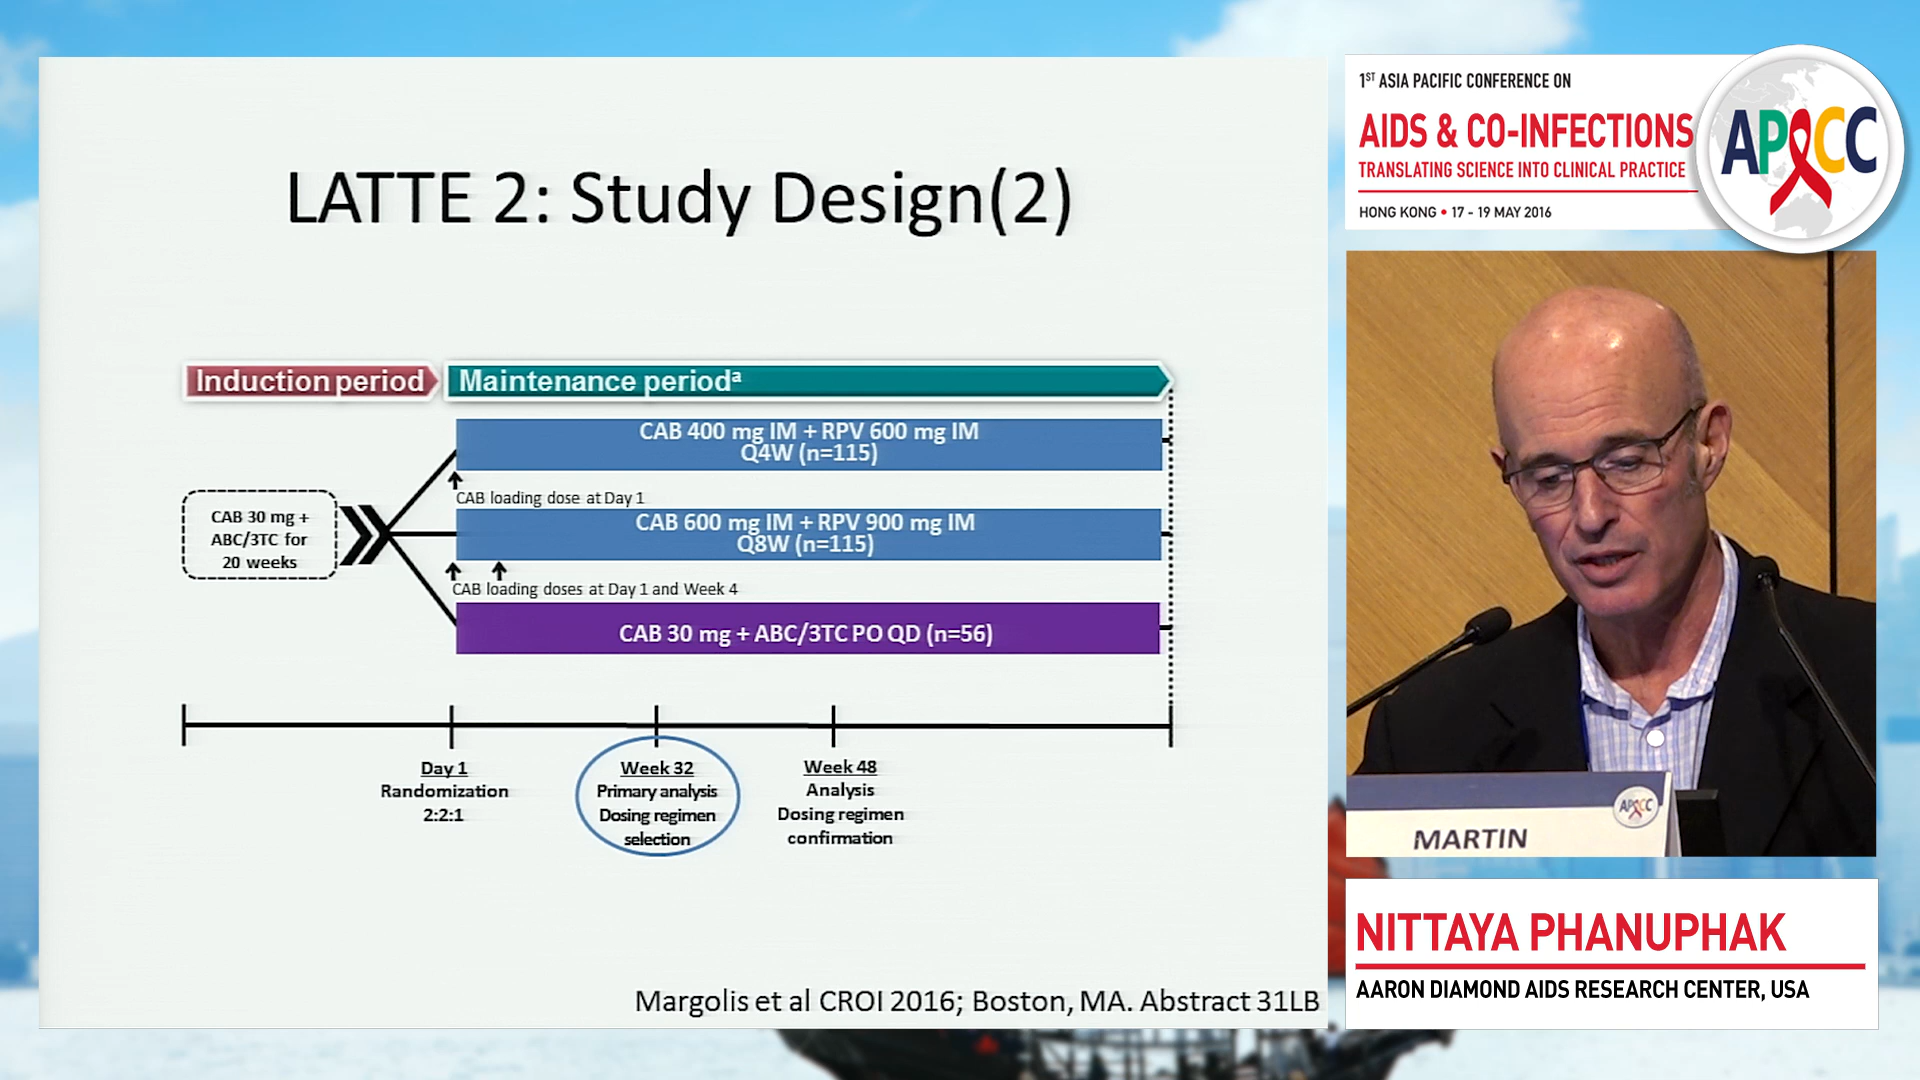 LATTE 2: Study Design(2)
Induction period
Maintenance periodᵃ
CAB 400 mg IM + RPV 600 mg IM
Q4W (n=115)
CAB loading dose at Day 1
CAB 30 mg +
ABC/3TC for
20 weeks
CAB 600 mg IM + RPV 900 mg IM
Q8W (n=115)
CAB loading doses at Day 1 and Week 4
CAB 30 mg + ABC/3TC PO QD (n=56)
Day 1
Randomization
2:2:1
Week 32
Primary analysis
Dosing regimen
selection
Week 48
Analysis
Dosing regimen
confirmation
Margolis et al CROI 2016; Boston, MA. Abstract 31LB
1ST ASIA PACIFIC CONFERENCE ON
AIDS & CO-INFECTIONS
TRANSLATING SCIENCE INTO CLINICAL PRACTICE
HONG KONG • 17 - 19 MAY 2016
APACC
APACC
MARTIN
NITTAYA PHANUPHAK
AARON DIAMOND AIDS RESEARCH CENTER, USA